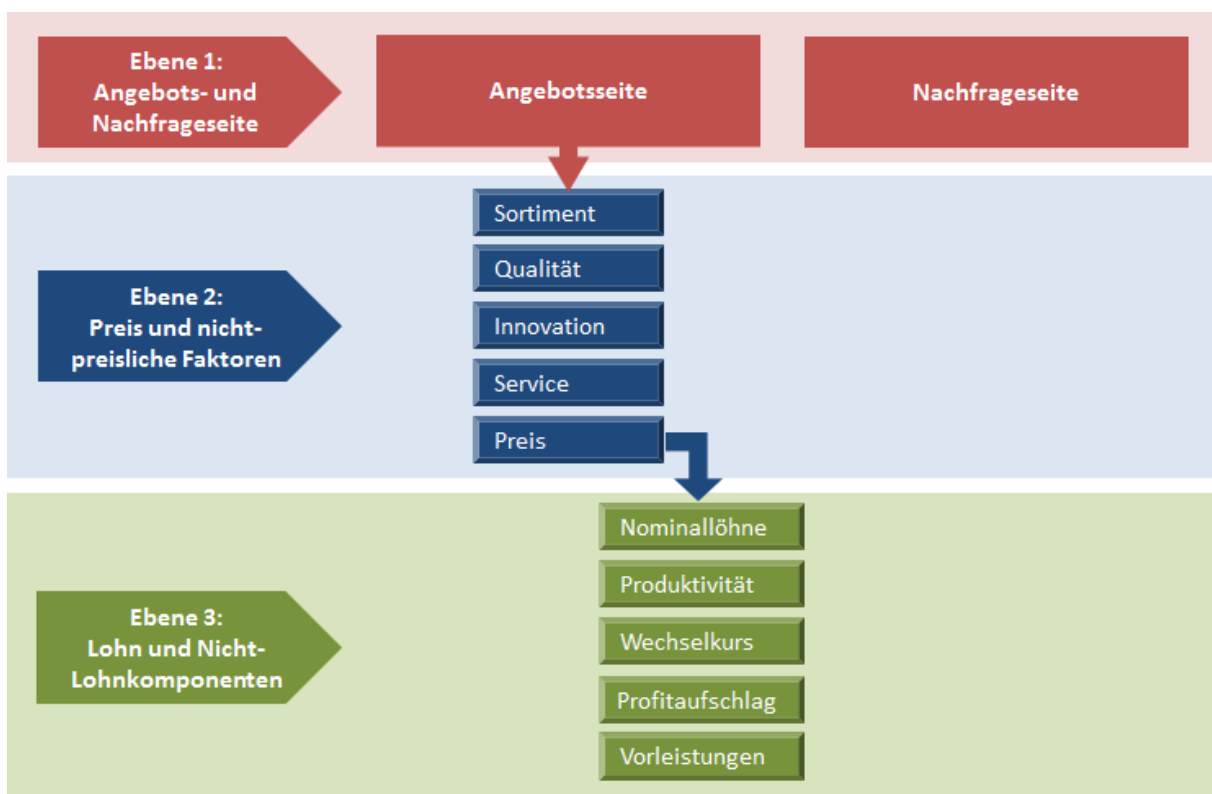 Ebene 1:
Angebots- und
Nachfrageseite
Angebotsseite
Nachfrageseite
Ebene 2:
Preis und nicht-
preisliche Faktoren
Sortiment
Qualität
Innovation
Service
Preis
Ebene 3:
Lohn und Nicht-
Lohnkomponenten
Nominallöhne
Produktivität
Wechselkurs
Profitaufschlag
Vorleistungen